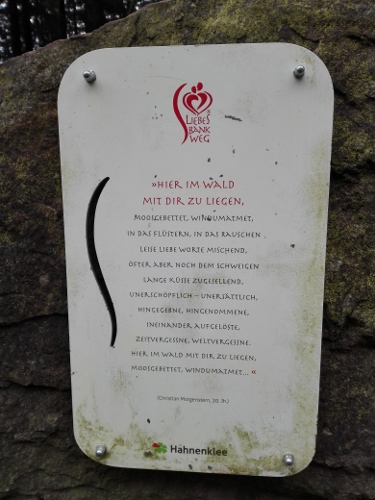 LIEBES
BANK
WEG
»HIER IM WALD
MIT DIR ZU LIEGEN,
MOOSGEBETTET, WINDUMATMET,
IN DAS FLÜSTERN, IN DAS RAUSCHEN
LEISE LIEBE WORTE MISCHEND,
ÖFTER ABER NOCH DEM SCHWEIGEN
LANGE KÜSSE ZUGESELLEND,
UNERSCHÖPFLICH – UNERSÄTTLICH,
HINGEGEBNE, HINGENOMMENE,
INEINANDER AUFGELÖSTE,
ZEITVERGESSNE, WELTVERGESSNE.
HIER IM WALD MIT DIR ZU LIEGEN,
MOOSGEBETTET, WINDUMATMET... «
(Christian Morgenstern, 20. Jh.)
Hahnenklee